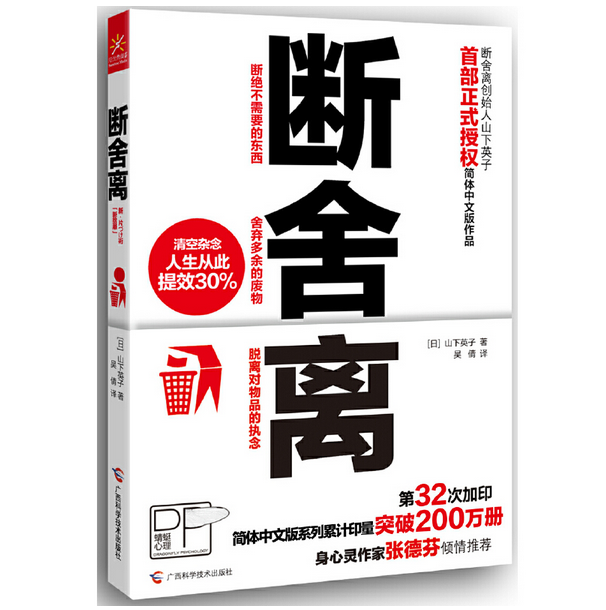 断舍离
断绝不需要的东西
舍弃多余的废物
脱离对物品的执念
断舍离创始人山下英子
首部正式授权
简体中文版作品
清空杂念
人生从此
提效30%
[日] 山下英子 著
吴倩 译
第32次加印
简体中文版系列累计印量突破200万册
身心灵作家张德芬倾情推荐
蜻蜓
心理
DRAGONFLY PSYCHOLOGY
广西科学技术出版社
断舍离
[日] 山下英子 著
吴倩 译
广西科学技术出版社